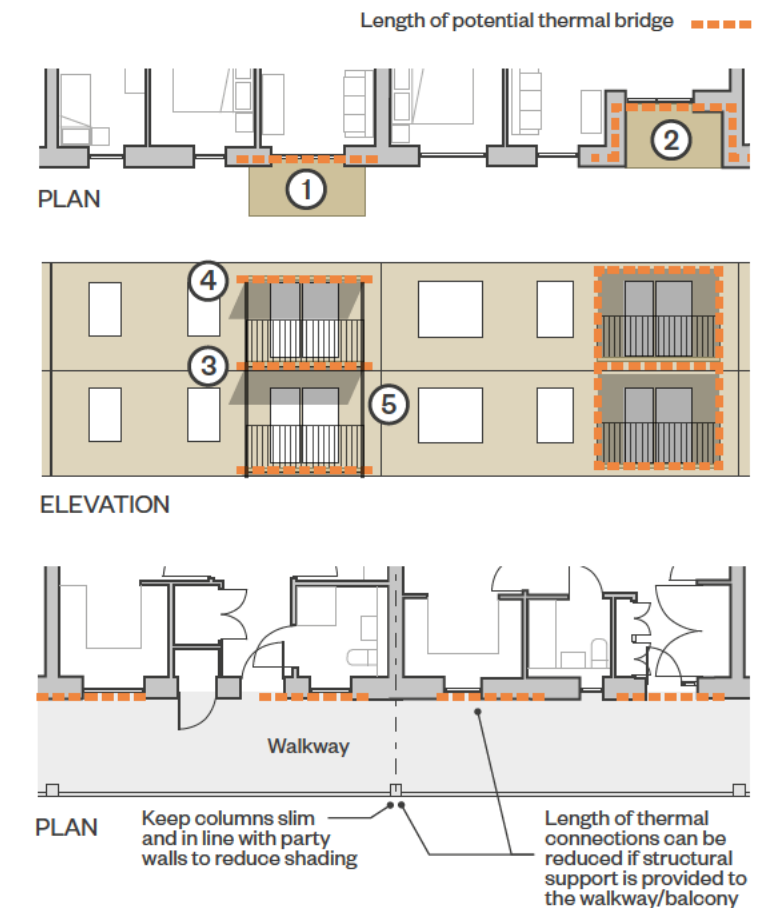 Length of potential thermal bridge
1
2
PLAN
4
3
5
ELEVATION
Walkway
PLAN
Keep columns slim
and in line with party
walls to reduce shading
Length of thermal
connections can be
reduced if structural
support is provided to
the walkway/balcony